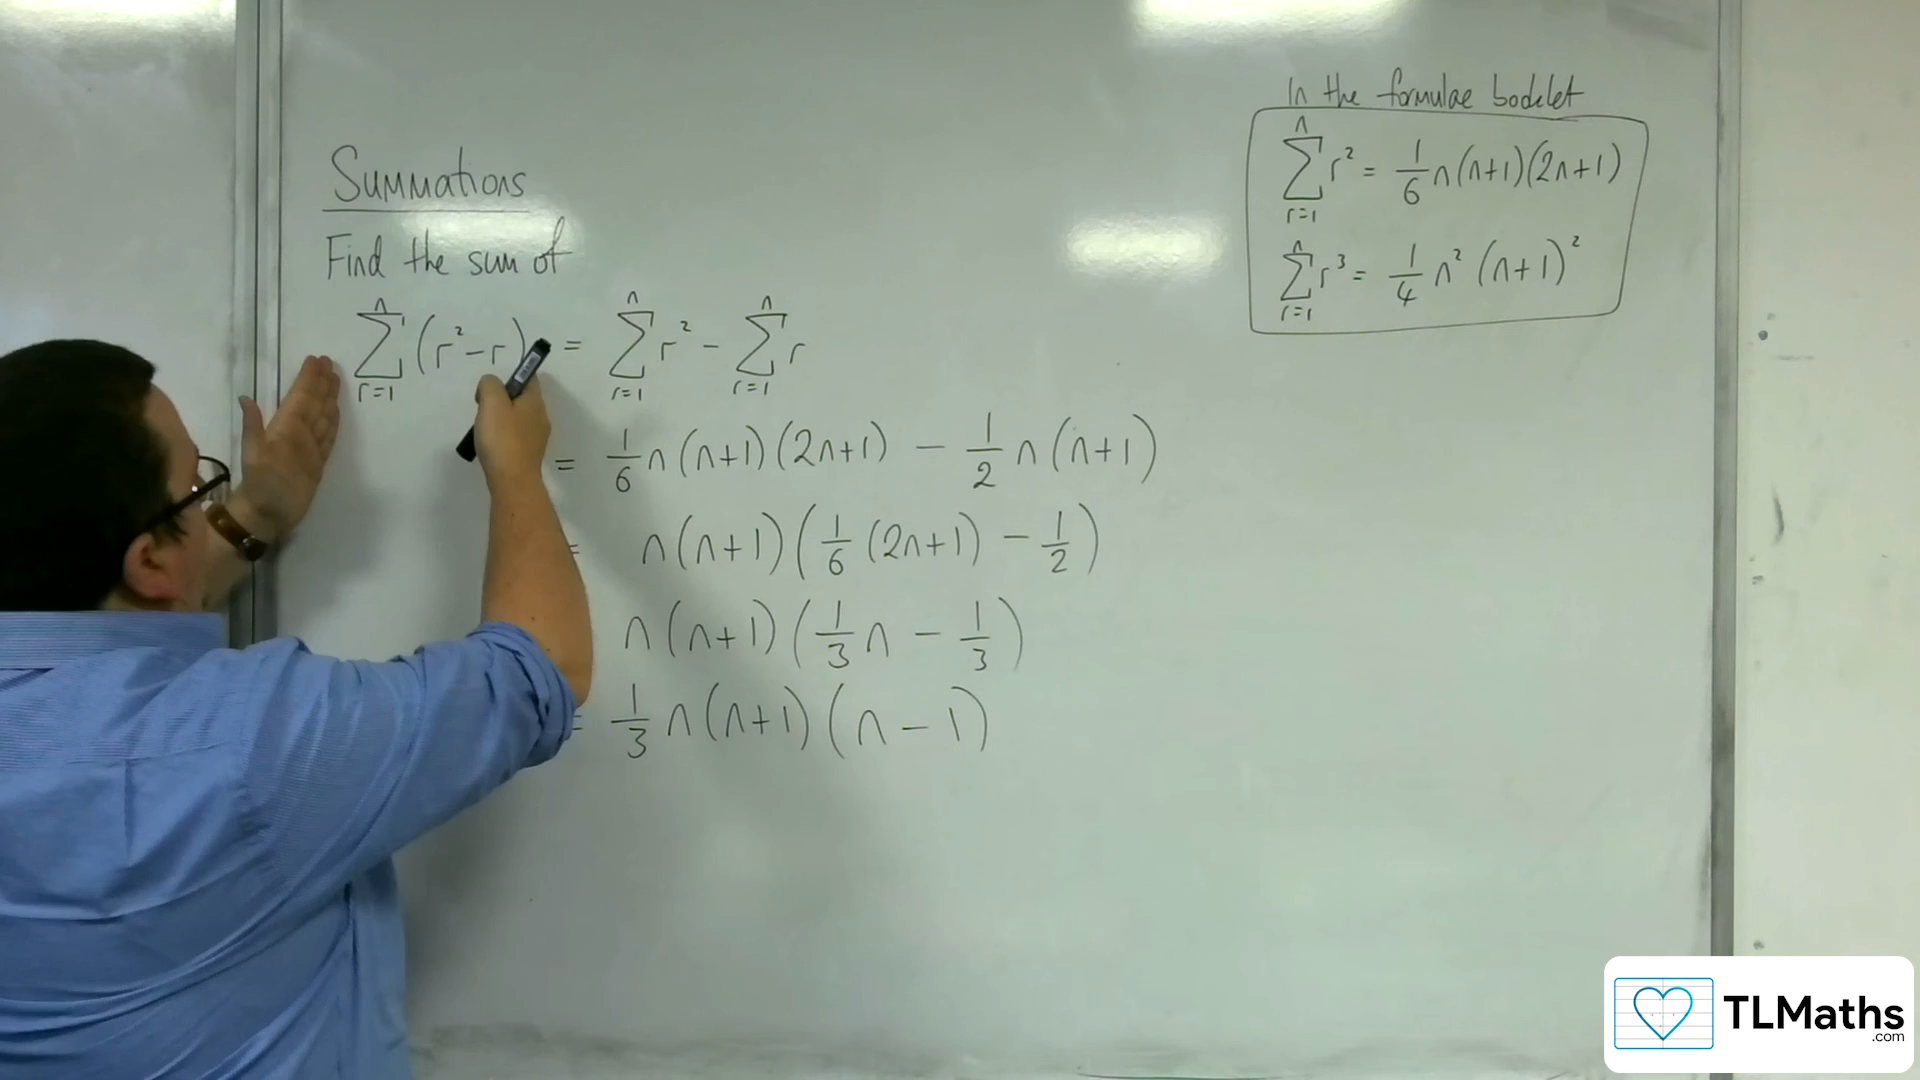 In the formulae booklet
∑_{r=1}^{n} r² = 1/6 n(n+1)(2n+1)
∑_{r=1}^{n} r³ = 1/4 n² (n+1)²
Summations
Find the sum of
∑_{r=1}^{n} (r² - r) = ∑_{r=1}^{n} r² - ∑_{r=1}^{n} r
= 1/6 n(n+1)(2n+1) - 1/2 n(n+1)
= n(n+1)(1/6 (2n+1) - 1/2)
n(n+1)(1/3 n - 1/3)
= 1/3 n(n+1)(n-1)
TLMaths
.com